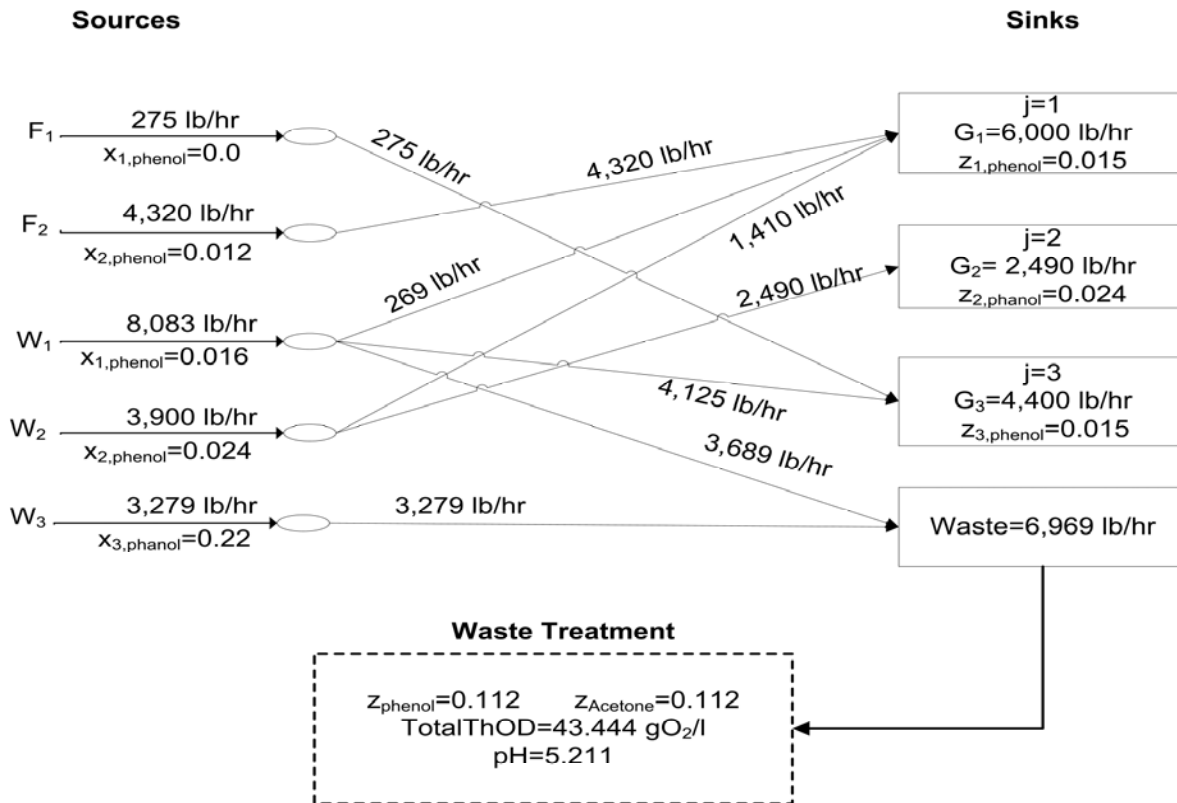 Sources
Sinks
F₁
275 lb/hr
x₁,phenol=0.0
F₂
4,320 lb/hr
x₂,phenol=0.012
W₁
8,083 lb/hr
x₁,phenol=0.016
W₂
3,900 lb/hr
x₂,phenol=0.024
W₃
3,279 lb/hr
x₃,phanol=0.22
275 lb/hr
4,320 lb/hr
269 lb/hr
1,410 lb/hr
2,490 lb/hr
4,125 lb/hr
3,689 lb/hr
3,279 lb/hr
j=1
G₁=6,000 lb/hr
z₁,phenol=0.015
j=2
G₂= 2,490 lb/hr
z₂,phanol=0.024
j=3
G₃=4,400 lb/hr
z₃,phenol=0.015
Waste=6,969 lb/hr
Waste Treatment
zphenol=0.112 zAcetone=0.112
TotalThOD=43.444 gO₂/l
pH=5.211